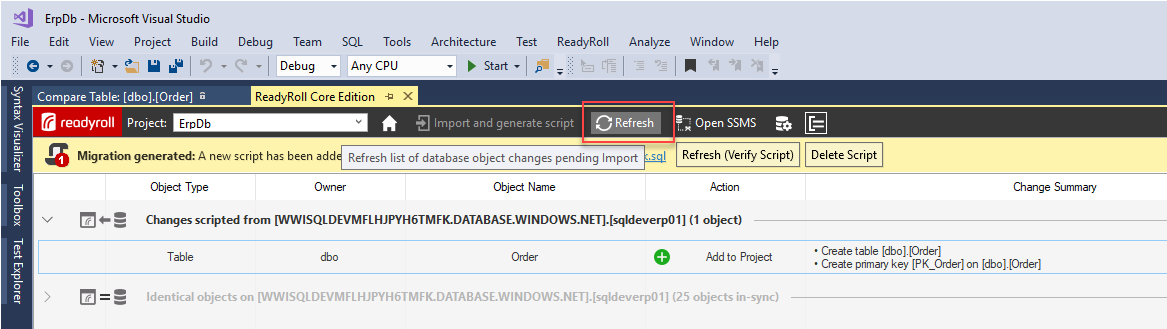 ErpDb - Microsoft Visual Studio
File Edit View Project Build Debug Team SQL Tools Architecture Test ReadyRoll Analyze Window Help
Debug Any CPU Start
Syntax Visualizer
Toolbox
Test Explorer
Compare Table: [dbo].[Order] ReadyRoll Core Edition
readyroll Project: ErpDb Import and generate script Refresh Open SSMS
1 Migration generated: A new script has been adde k.sql Refresh (Verify Script) Delete Script
Refresh list of database object changes pending Import
Object Type Owner Object Name Action Change Summary
Changes scripted from [WWISQLDEVMFLHJPYH6TMFK.DATABASE.WINDOWS.NET].[sqldeverp01] (1 object)
Table dbo Order Add to Project • Create table [dbo].[Order]
• Create primary key [PK_Order] on [dbo].[Order]
Identical objects on [WWISQLDEVMFLHJPYH6TMFK.DATABASE.WINDOWS.NET].[sqldeverp01] (25 objects in-sync)